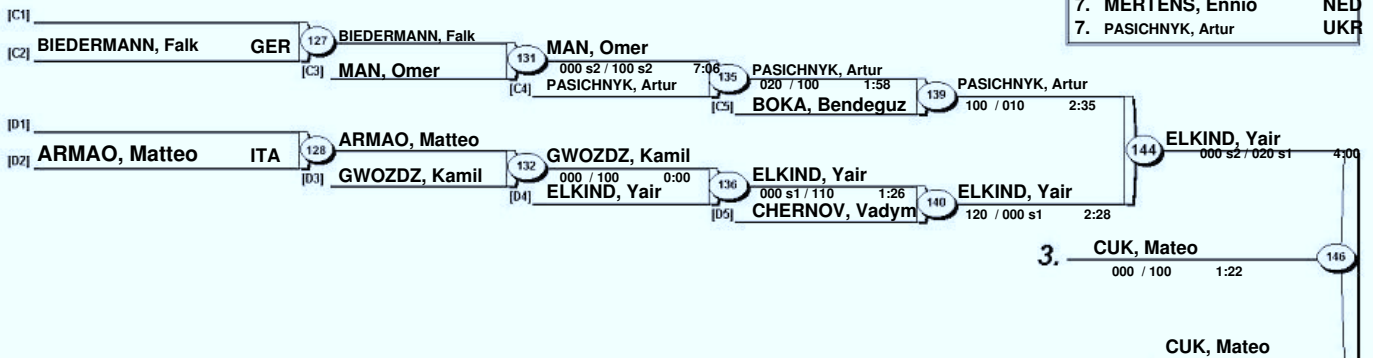 7. MERTENS, Ennio NED
7. PASICHNYK, Artur UKR
[C1]
[C2] BIEDERMANN, Falk GER
127
BIEDERMANN, Falk
[C3] MAN, Omer
131
MAN, Omer
000 s2 / 100 s2 7:06
[C4] PASICHNYK, Artur
135
PASICHNYK, Artur
020 / 100 1:58
[C5] BOKA, Bendeguz
139
PASICHNYK, Artur
100 / 010 2:35
[D1]
[D2] ARMAO, Matteo ITA
128
ARMAO, Matteo
[D3] GWOZDZ, Kamil
132
GWOZDZ, Kamil
000 / 100 0:00
[D4] ELKIND, Yair
136
ELKIND, Yair
000 s1 / 110 1:26
[D5] CHERNOV, Vadym
140
ELKIND, Yair
120 / 000 s1 2:28
144
ELKIND, Yair
000 s2 / 020 s1 4:00
3. CUK, Mateo
000 / 100 1:22
146
CUK, Mateo